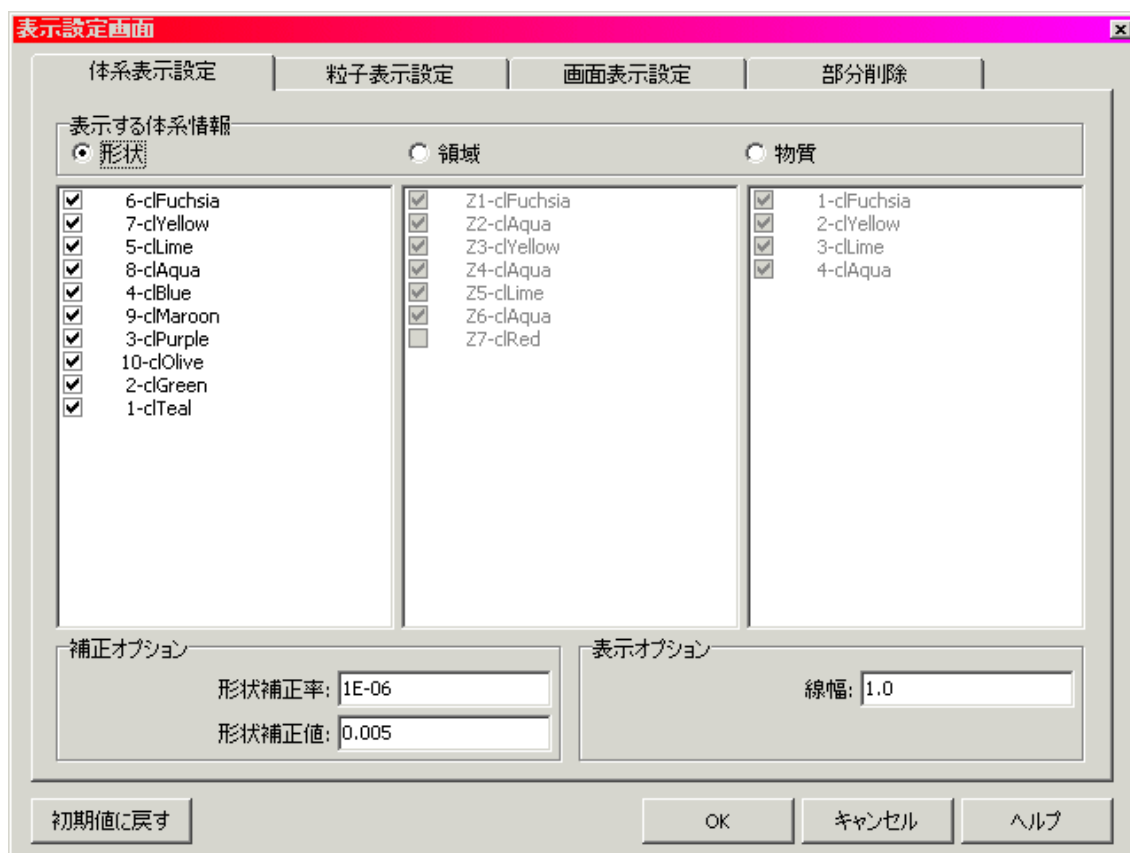 表示設定画面
体系表示設定 粒子表示設定 画面表示設定 部分削除
表示する体系情報
形状 領域 物質
6-clFuchsia Z1-clFuchsia 1-clFuchsia
7-clYellow Z2-clAqua 2-clYellow
5-clLime Z3-clYellow 3-clLime
8-clAqua Z4-clAqua 4-clAqua
4-clBlue Z5-clLime
9-clMaroon Z6-clAqua
3-clPurple Z7-clRed
10-clOlive
2-clGreen
1-clTeal
補正オプション 表示オプション
形状補正率: 1E-06 線幅: 1.0
形状補正値: 0.005
初期値に戻す OK キャンセル ヘルプ